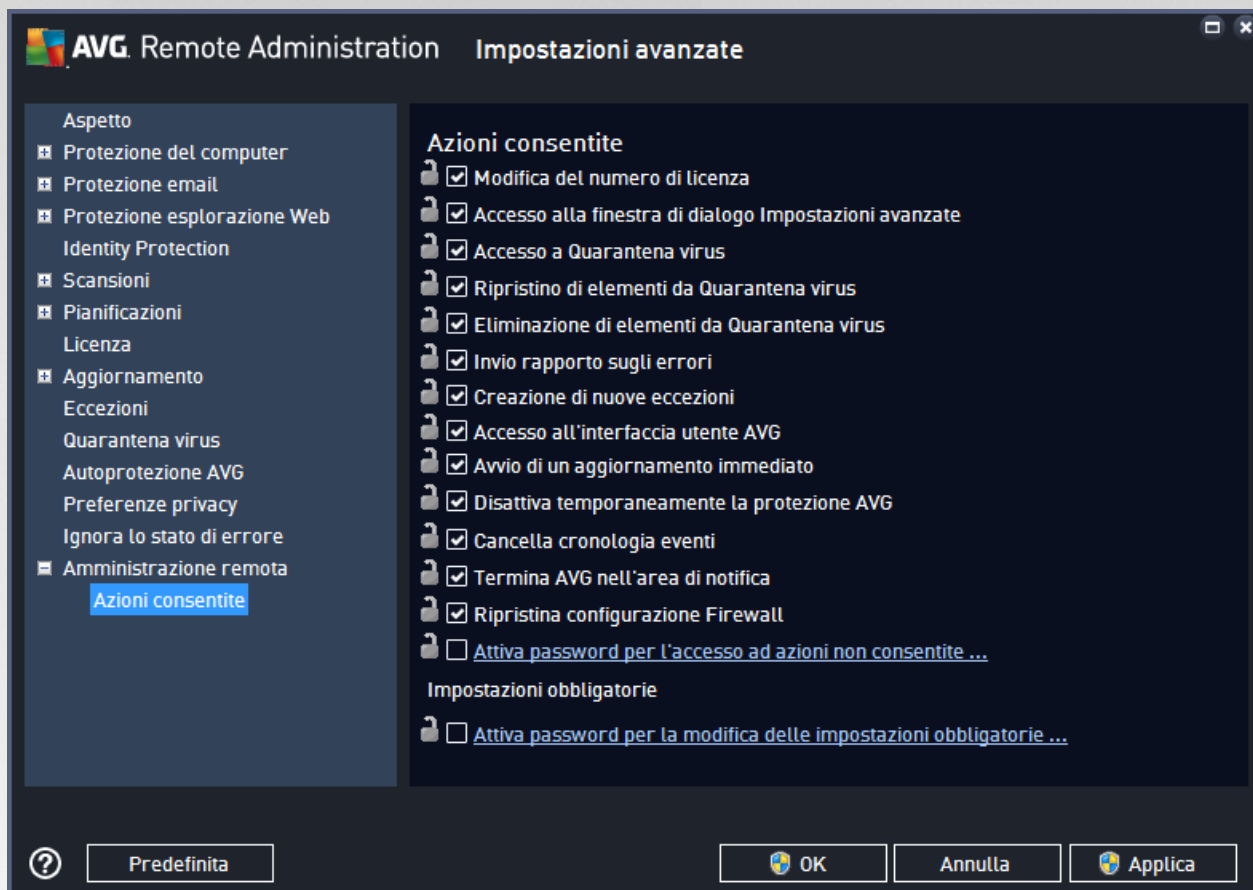 AVG. Remote Administration Impostazioni avanzate
Aspetto
Protezione del computer
Protezione email
Protezione esplorazione Web
Identity Protection
Scansioni
Pianificazioni
Licenza
Aggiornamento
Eccezioni
Quarantena virus
Autoprotezione AVG
Preferenze privacy
Ignora lo stato di errore
Amministrazione remota
Azioni consentite
Azioni consentite
Modifica del numero di licenza
Accesso alla finestra di dialogo Impostazioni avanzate
Accesso a Quarantena virus
Ripristino di elementi da Quarantena virus
Eliminazione di elementi da Quarantena virus
Invio rapporto sugli errori
Creazione di nuove eccezioni
Accesso all'interfaccia utente AVG
Avvio di un aggiornamento immediato
Disattiva temporaneamente la protezione AVG
Cancella cronologia eventi
Termina AVG nell'area di notifica
Ripristina configurazione Firewall
Attiva password per l'accesso ad azioni non consentite ...
Impostazioni obbligatorie
Attiva password per la modifica delle impostazioni obbligatorie ...
? Predefinita OK Annulla Applica